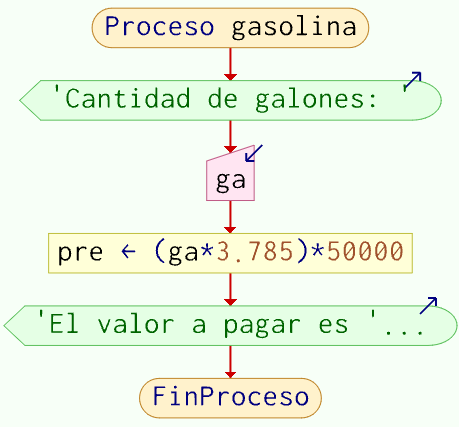 Proceso gasolina
'Cantidad de galones: '
ga
pre ← (ga*3.785)*50000
'El valor a pagar es '...
FinProceso